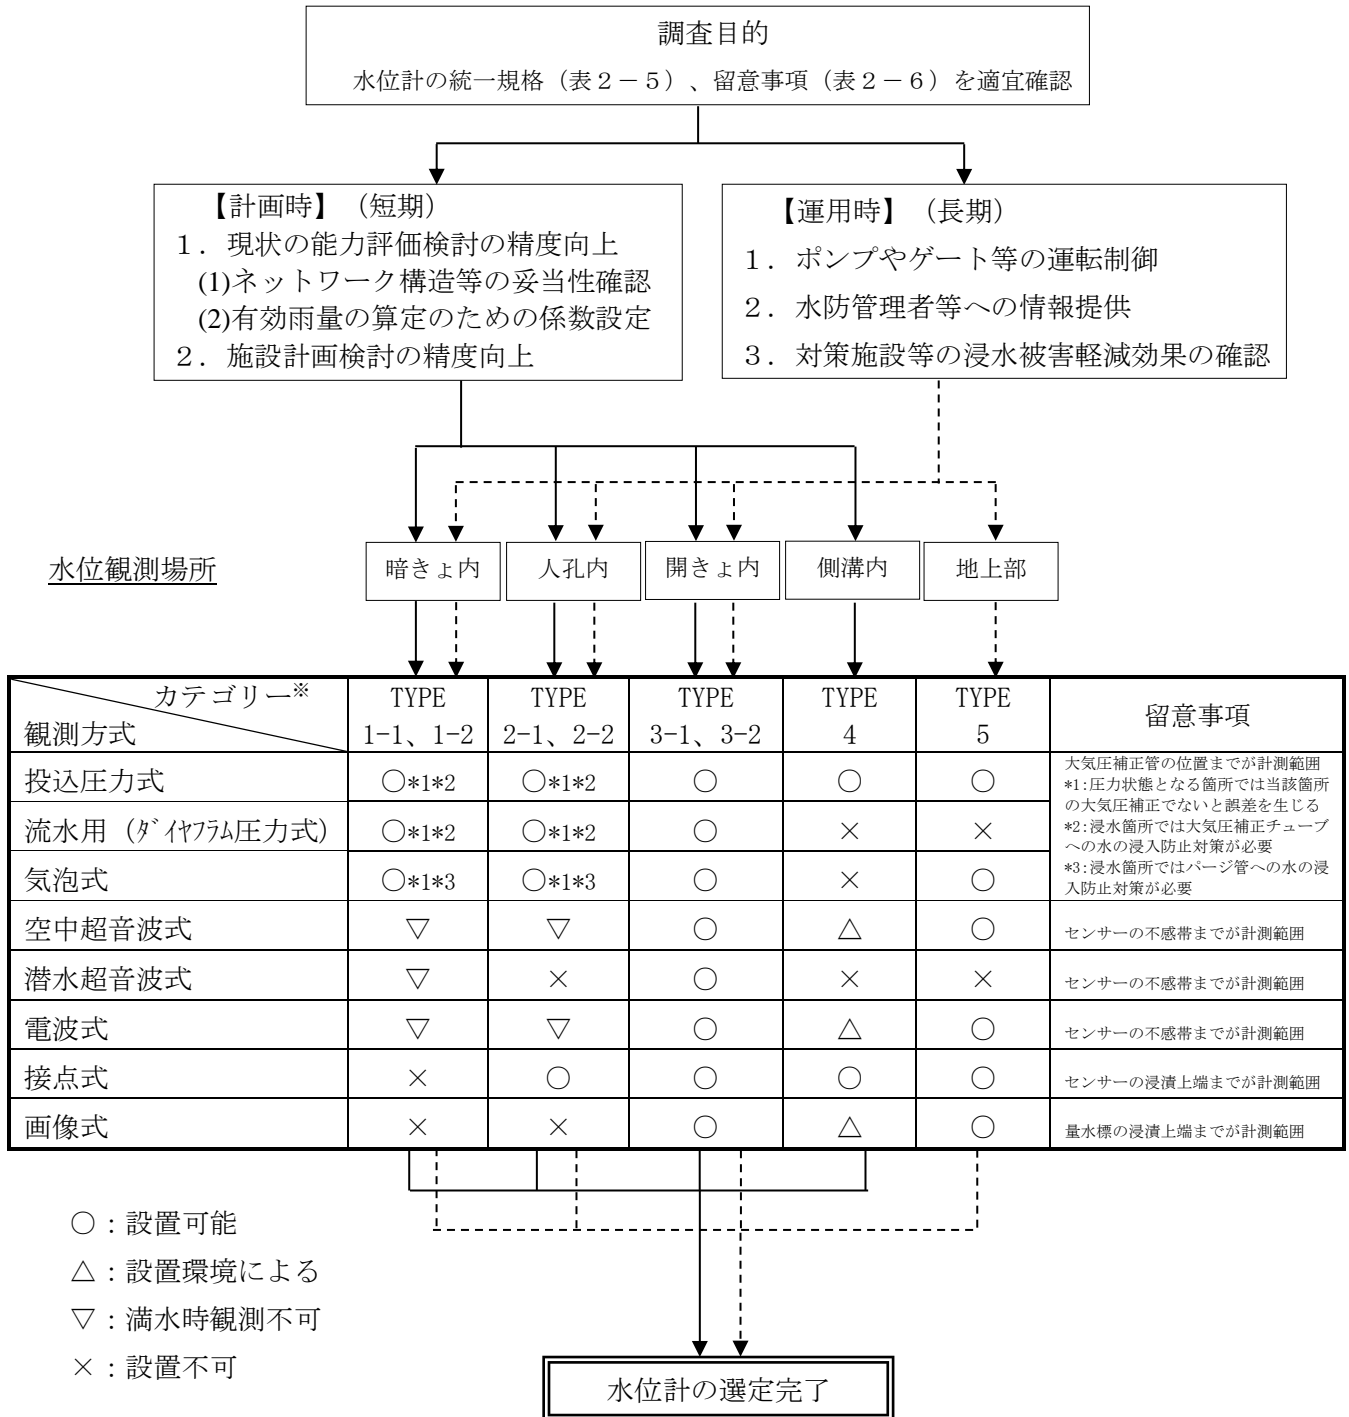 調査目的
水位計の統一規格（表２－５）、留意事項（表２－６）を適宜確認
【計画時】（短期）
１．現状の能力評価検討の精度向上
(1)ネットワーク構造等の妥当性確認
(2)有効雨量の算定のための係数設定
２．施設計画検討の精度向上
【運用時】（長期）
１．ポンプやゲート等の運転制御
２．水防管理者等への情報提供
３．対策施設等の浸水被害軽減効果の確認
水位観測場所
暗きょ内
人孔内
開きょ内
側溝内
地上部
カテゴリー※
観測方式
TYPE
1-1、1-2
TYPE
2-1、2-2
TYPE
3-1、3-2
TYPE
4
TYPE
5
留意事項
投込圧力式 ○*1*2 ○*1*2 ○ ○ ○
流水用（ﾀﾞｲﾔﾌﾗﾑ圧力式） ○*1*2 ○*1*2 ○ × ×
気泡式 ○*1*3 ○*1*3 ○ × ○
大気圧補正管の位置までが計測範囲
*1:圧力状態となる箇所では当該箇所
の大気圧補正でないと誤差を生じる
*2:浸水箇所では大気圧補正チューブ
への水の浸入防止対策が必要
*3:浸水箇所ではパージ管への水の浸
入防止対策が必要
空中超音波式 ▽ ▽ ○ △ ○ センサーの不感帯までが計測範囲
潜水超音波式 ▽ × ○ × × センサーの不感帯までが計測範囲
電波式 ▽ ▽ ○ △ ○ センサーの不感帯までが計測範囲
接点式 × ○ ○ ○ ○ センサーの浸漬上端までが計測範囲
画像式 × × ○ △ ○ 量水標の浸漬上端までが計測範囲
○：設置可能
△：設置環境による
▽：満水時観測不可
×：設置不可
水位計の選定完了